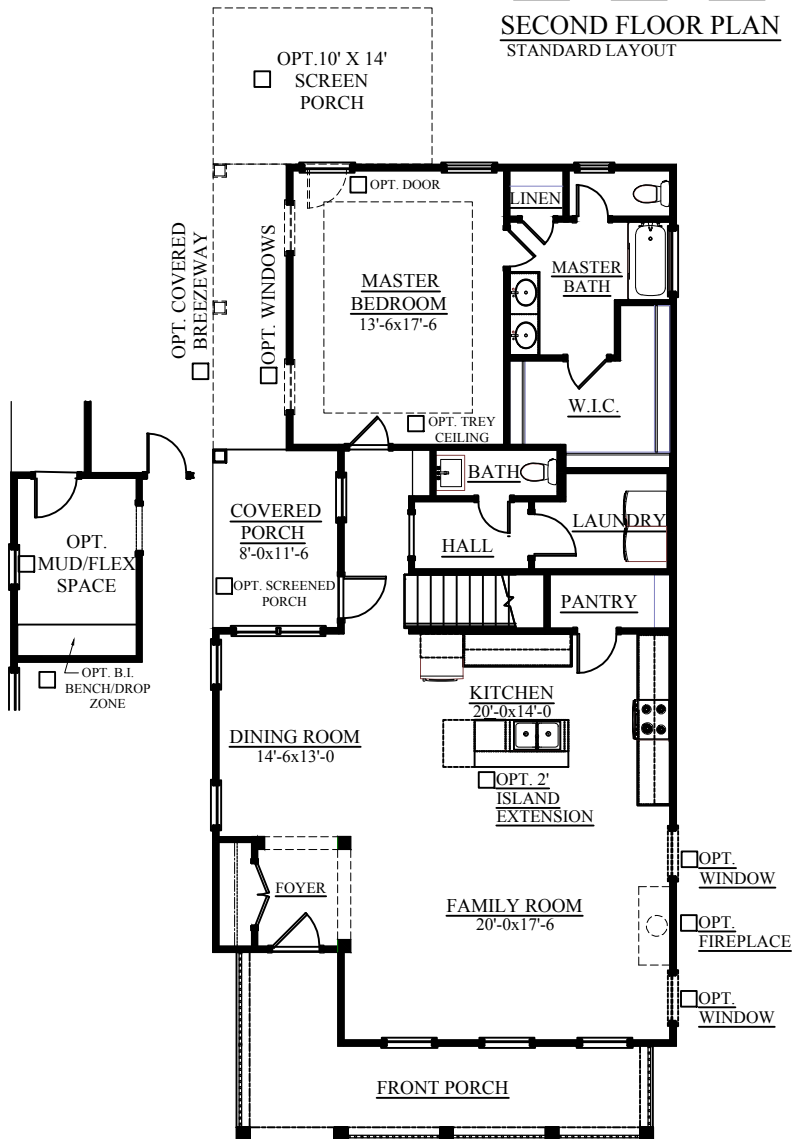 SECOND FLOOR PLAN
STANDARD LAYOUT
OPT.10' X 14'
SCREEN
PORCH
OPT. DOOR
LINEN
OPT. COVERED
BREEZEWAY
OPT. WINDOWS
MASTER
BEDROOM
13'-6x17'-6
MASTER
BATH
W.I.C.
OPT. TREY
CEILING
BATH
COVERED
PORCH
8'-0x11'-6
LAUNDRY
HALL
OPT.
MUD/FLEX
SPACE
OPT. SCREENED
PORCH
PANTRY
OPT. B.I.
BENCH/DROP
ZONE
KITCHEN
20'-0x14'-0
DINING ROOM
14'-6x13'-0
OPT. 2'
ISLAND
EXTENSION
OPT.
WINDOW
FOYER
FAMILY ROOM
20'-0x17'-6
OPT.
FIREPLACE
OPT.
WINDOW
FRONT PORCH